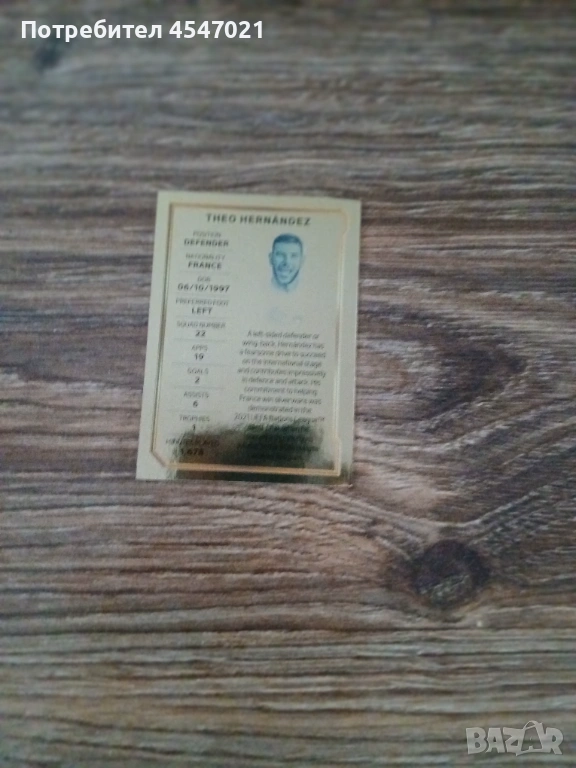 Потребител 4547021
THEO HERNÁNDEZ
POSITION
DEFENDER
NATIONALITY
FRANCE
DOB
06/10/1997
PREFERRED FOOT
LEFT
SQUAD NUMBER
22
APPS
19
GOALS
2
ASSISTS
6
TROPHIES
1
A left-sided defender or
wing-back, Hernández has
a fearsome drive to succeed
on the international stage
and contributes impressively
in defence and attack. His
commitment to helping
France win silverware was
demonstrated in the
BAZAR